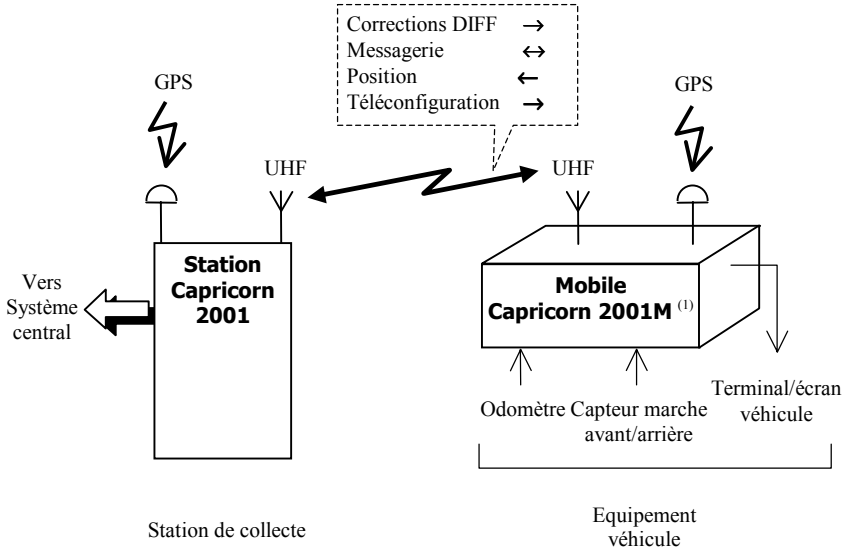 Corrections DIFF →
Messagerie ↔
Position ←
Téléconfiguration →
GPS
GPS
UHF
UHF
Station
Capricorn
2001
Vers
Système
central
Mobile
Capricorn 2001M (1)
Odomètre
Capteur marche
avant/arrière
Terminal/écran
véhicule
Station de collecte
Equipement
véhicule